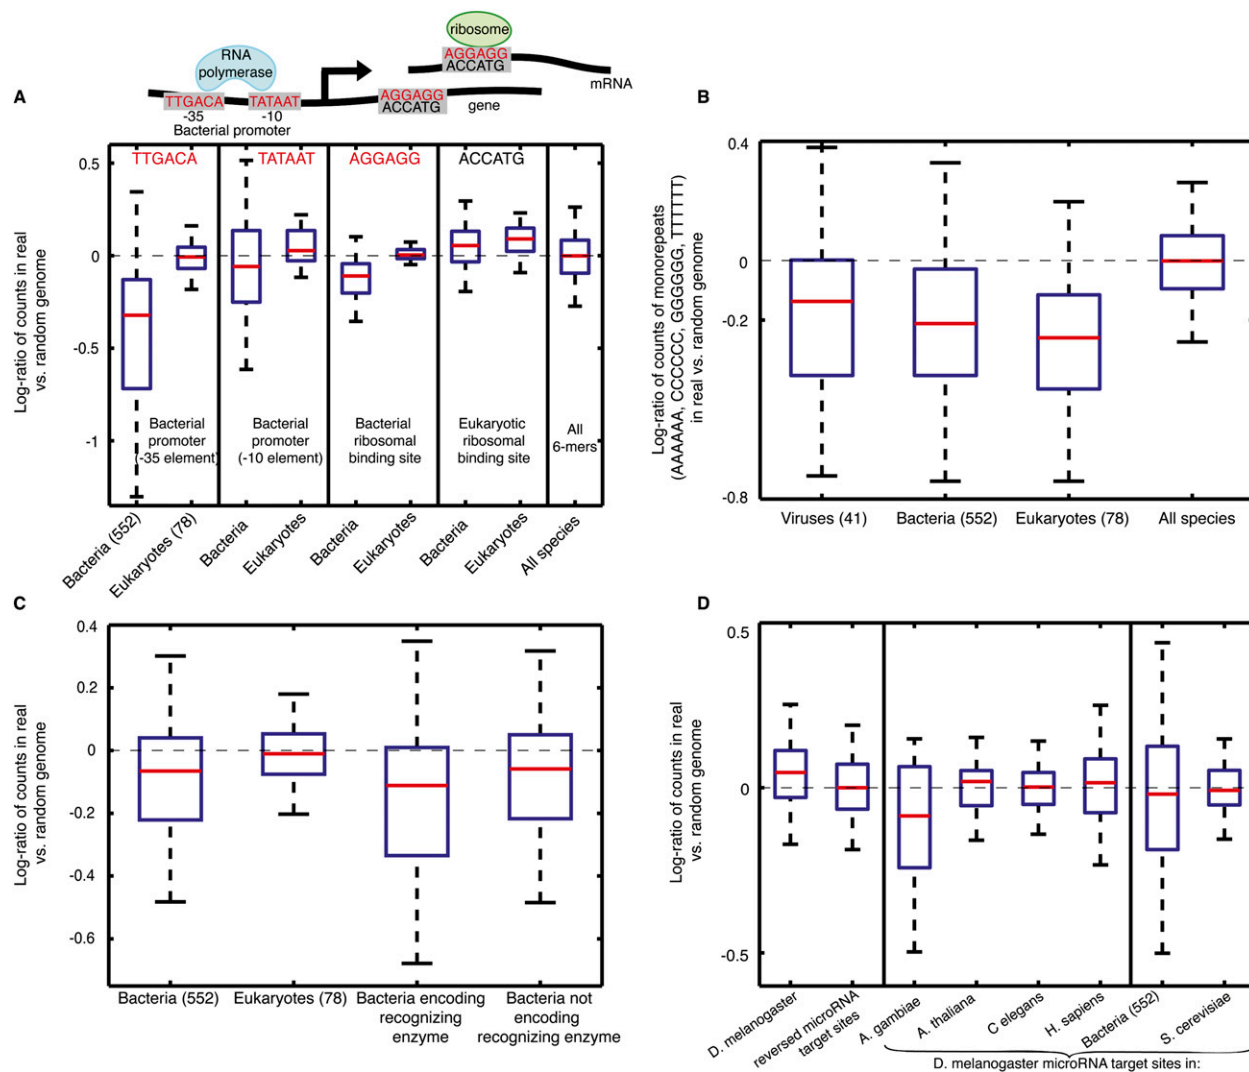 RNA
polymerase
ribosome
AGGAGG
ACCATG
mRNA
A
TTGACA
TATAAT
AGGAGG
ACCATG
gene
-35
-10
Bacterial promoter
Log-ratio of counts in real
vs. random genome
0.5
0
-0.5
-1
TTGACA
TATAAT
AGGAGG
ACCATG
Bacterial
promoter
(-35 element)
Bacterial
promoter
(-10 element)
Bacterial
ribosomal
binding site
Eukaryotic
ribosomal
binding site
All
6-mers
Bacteria (552)
Eukaryotes (78)
Bacteria
Eukaryotes
Bacteria
Eukaryotes
Bacteria
Eukaryotes
All species
B
Log-ratio of counts of monorepeats
(AAAAAA, CCCCCC, GGGGGG, TTTTTT)
in real vs. random genome
0.4
0
-0.2
-0.8
Viruses (41)
Bacteria (552)
Eukaryotes (78)
All species
C
Log-ratio of counts in real
vs. random genome
0.4
0.2
0
-0.2
-0.4
-0.6
Bacteria (552)
Eukaryotes (78)
Bacteria encoding
recognizing
enzyme
Bacteria not
encoding
recognizing enzyme
D
Log-ratio of counts in real
vs. random genome
0.5
0
-0.5
D. melanogaster
reversed microRNA
target sites
A. gambiae
A. thaliana
C elegans
H. sapiens
Bacteria (552)
S. cerevisiae
D. melanogaster microRNA target sites in: